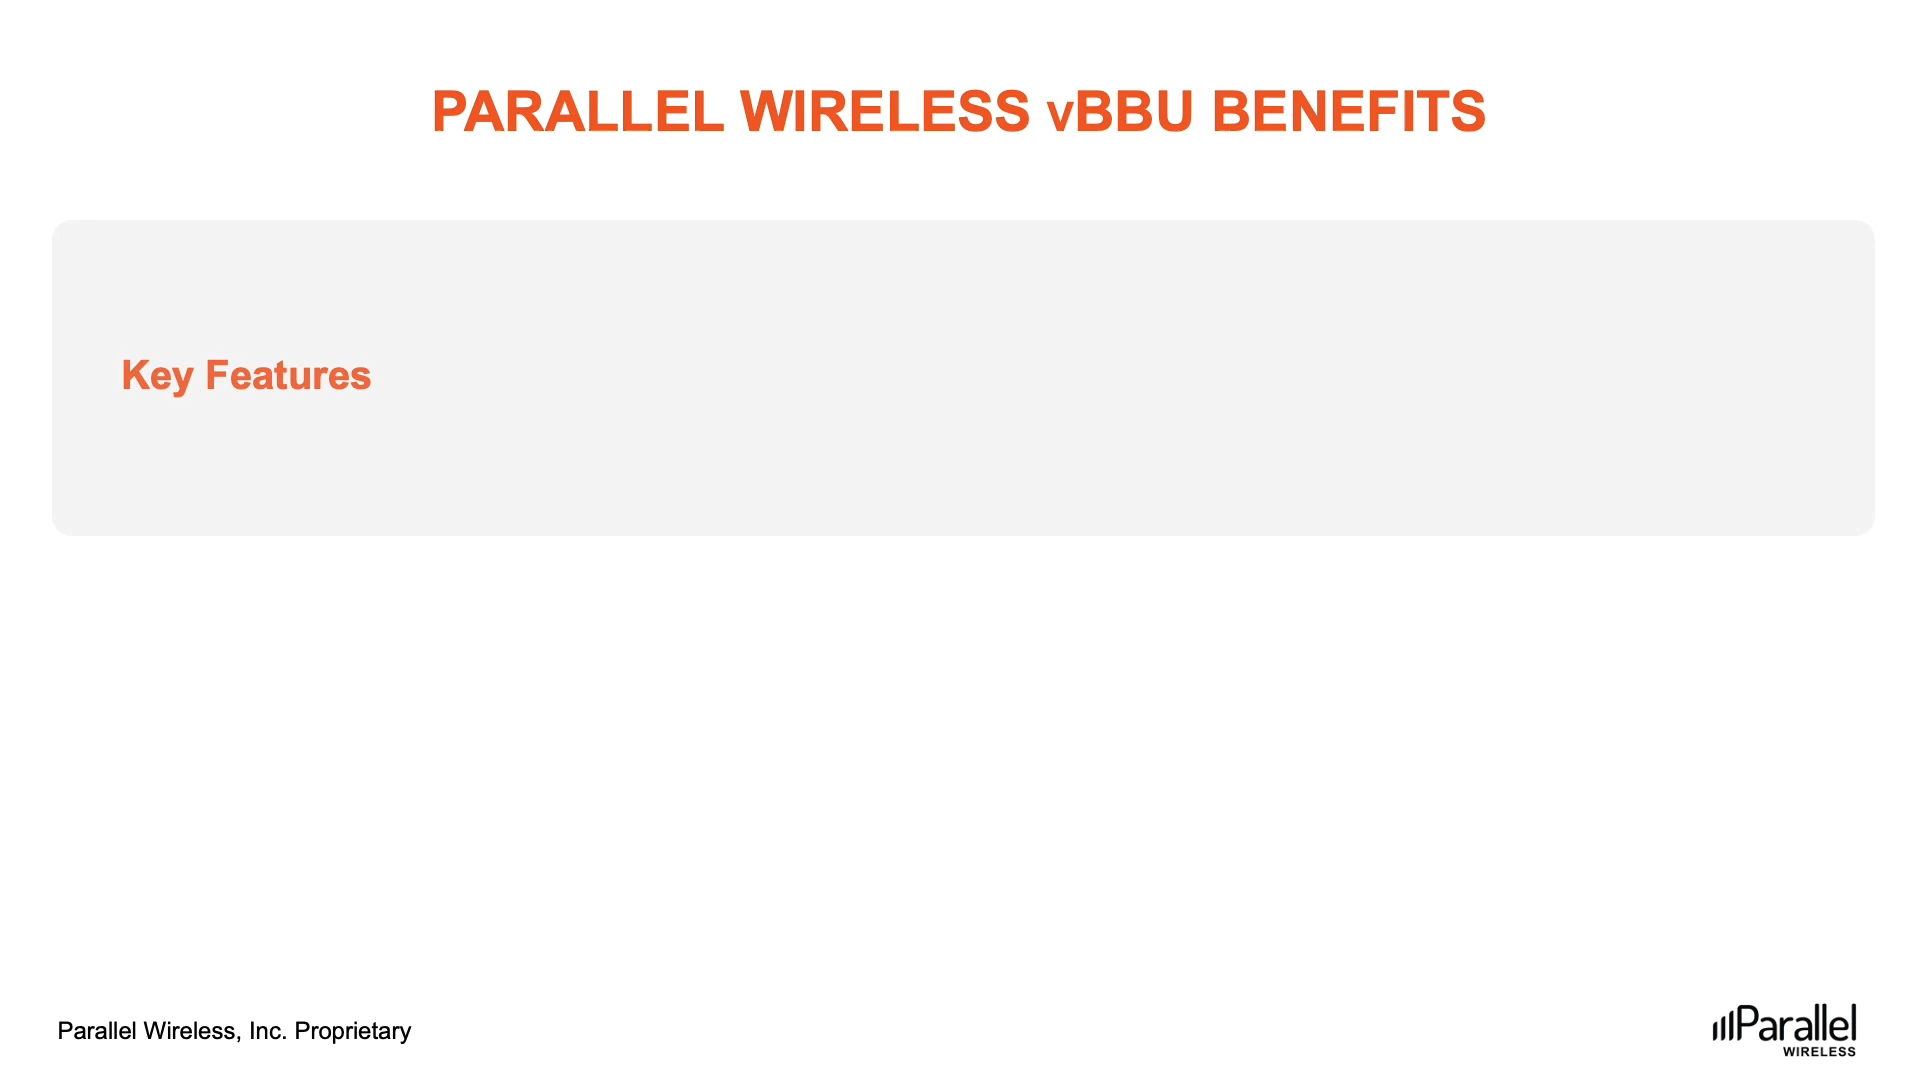 PARALLEL WIRELESS vBBU BENEFITS
Key Features
Parallel Wireless, Inc. Proprietary
Parallel
WIRELESS